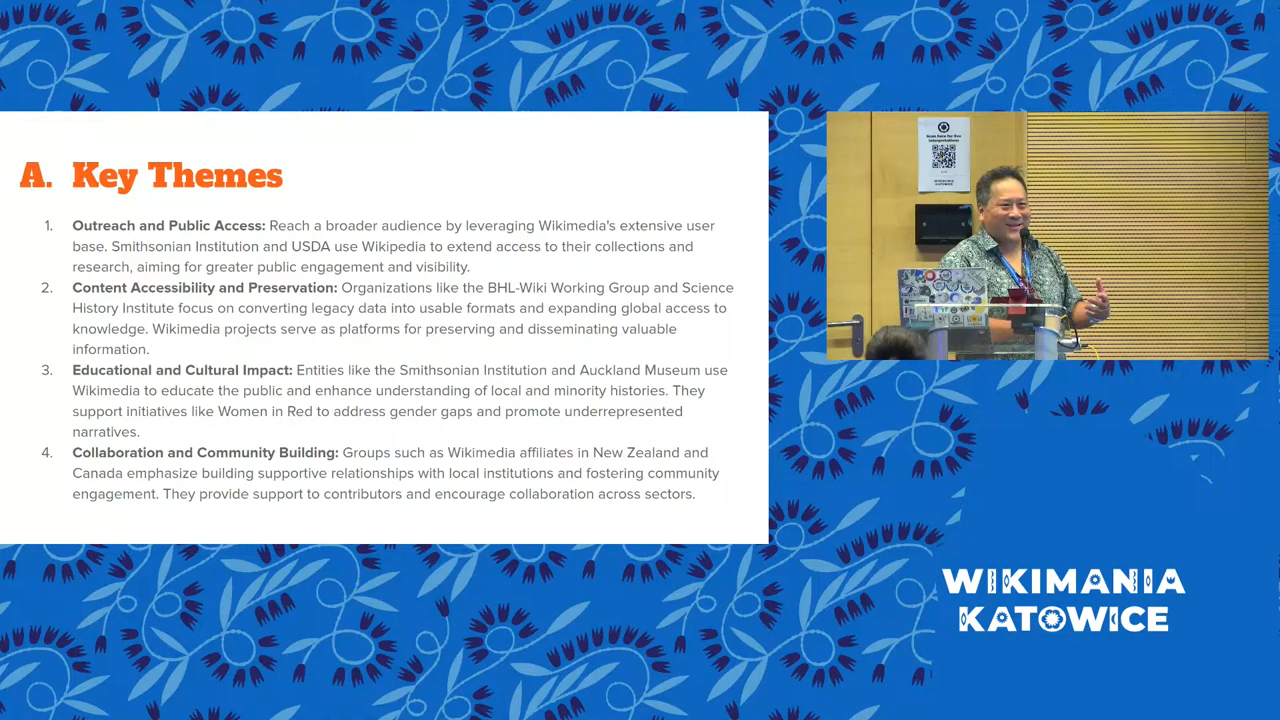 A. Key Themes
1. Outreach and Public Access: Reach a broader audience by leveraging Wikimedia's extensive user
base. Smithsonian Institution and USDA use Wikipedia to extend access to their collections and
research, aiming for greater public engagement and visibility.
2. Content Accessibility and Preservation: Organizations like the BHL-Wiki Working Group and Science
History Institute focus on converting legacy data into usable formats and expanding global access to
knowledge. Wikimedia projects serve as platforms for preserving and disseminating valuable
information.
3. Educational and Cultural Impact: Entities like the Smithsonian Institution and Auckland Museum use
Wikimedia to educate the public and enhance understanding of local and minority histories. They
support initiatives like Women in Red to address gender gaps and promote underrepresented
narratives.
4. Collaboration and Community Building: Groups such as Wikimedia affiliates in New Zealand and
Canada emphasize building supportive relationships with local institutions and fostering community
engagement. They provide support to contributors and encourage collaboration across sectors.
Scan here for live
interpretation
WIKIMANIA
KATOWICE
WIKIMANIA
KATOWICE